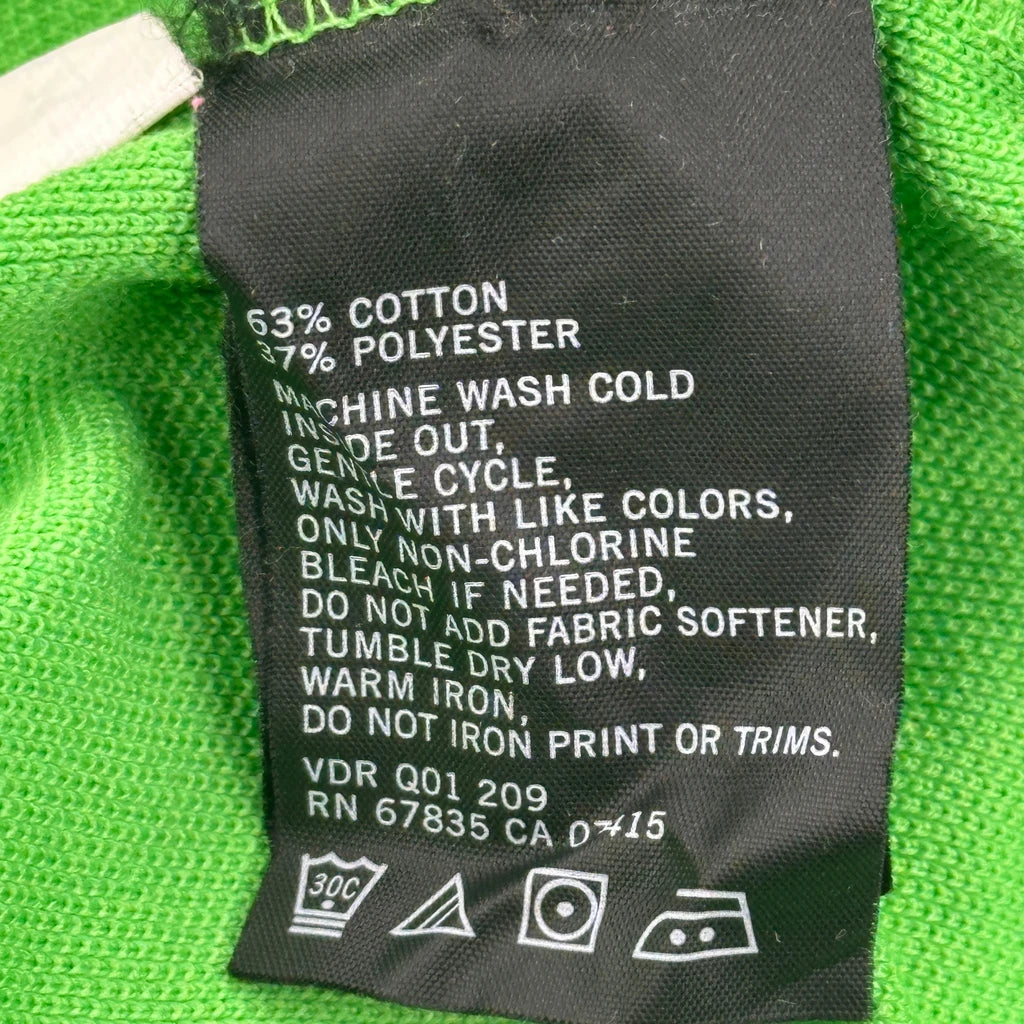 63% COTTON
37% POLYESTER
MACHINE WASH COLD
INSIDE OUT,
GENTLE CYCLE,
WASH WITH LIKE COLORS,
ONLY NON-CHLORINE
BLEACH IF NEEDED,
DO NOT ADD FABRIC SOFTENER,
TUMBLE DRY LOW,
WARM IRON,
DO NOT IRON PRINT OR TRIMS.
VDR Q01 209
RN 67835 CA
30C